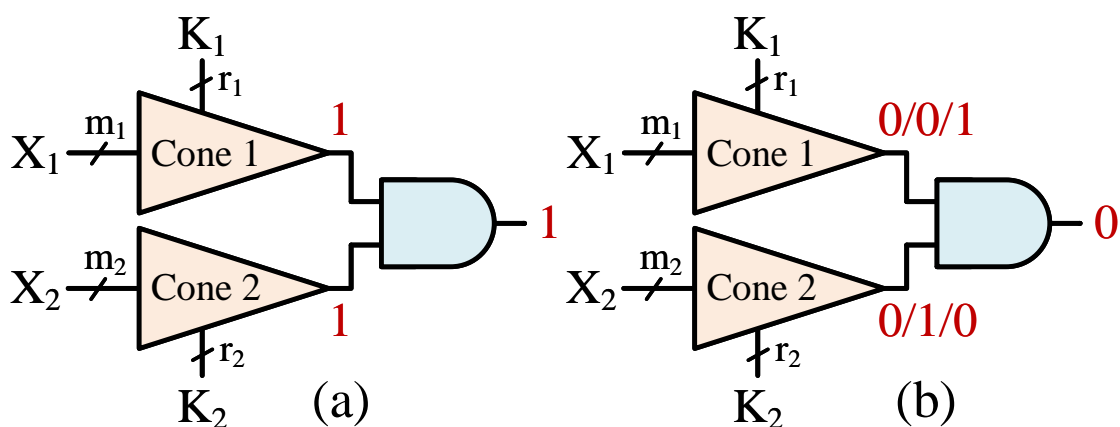 K₁
r₁
m₁
X₁
Cone 1
1
1
m₂
X₂
Cone 2
1
r₂
K₂
(a)
K₁
r₁
m₁
X₁
Cone 1
0/0/1
0
m₂
X₂
Cone 2
0/1/0
r₂
K₂
(b)